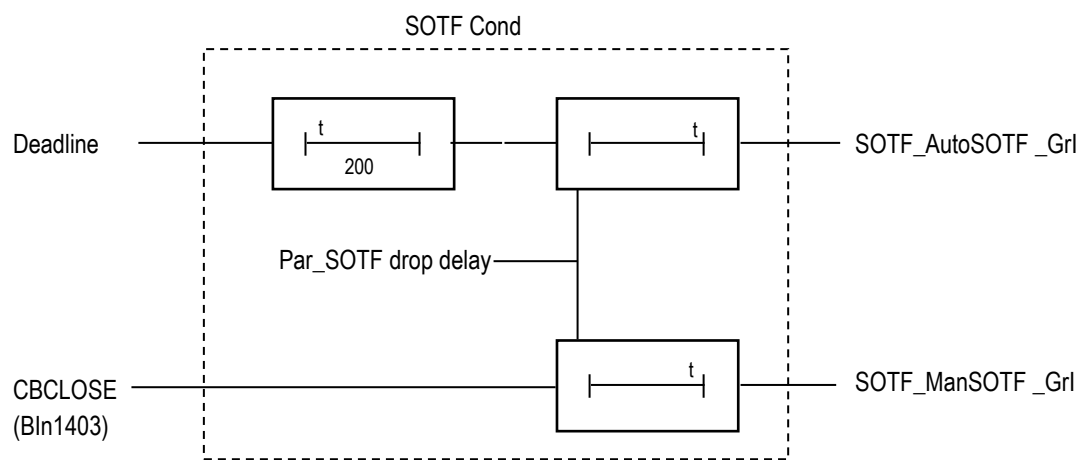 SOTF Cond
Deadline
t
200
t
SOTF_AutoSOTF _GrI
Par_SOTF drop delay
CBCLOSE
(BIn1403)
t
SOTF_ManSOTF _GrI